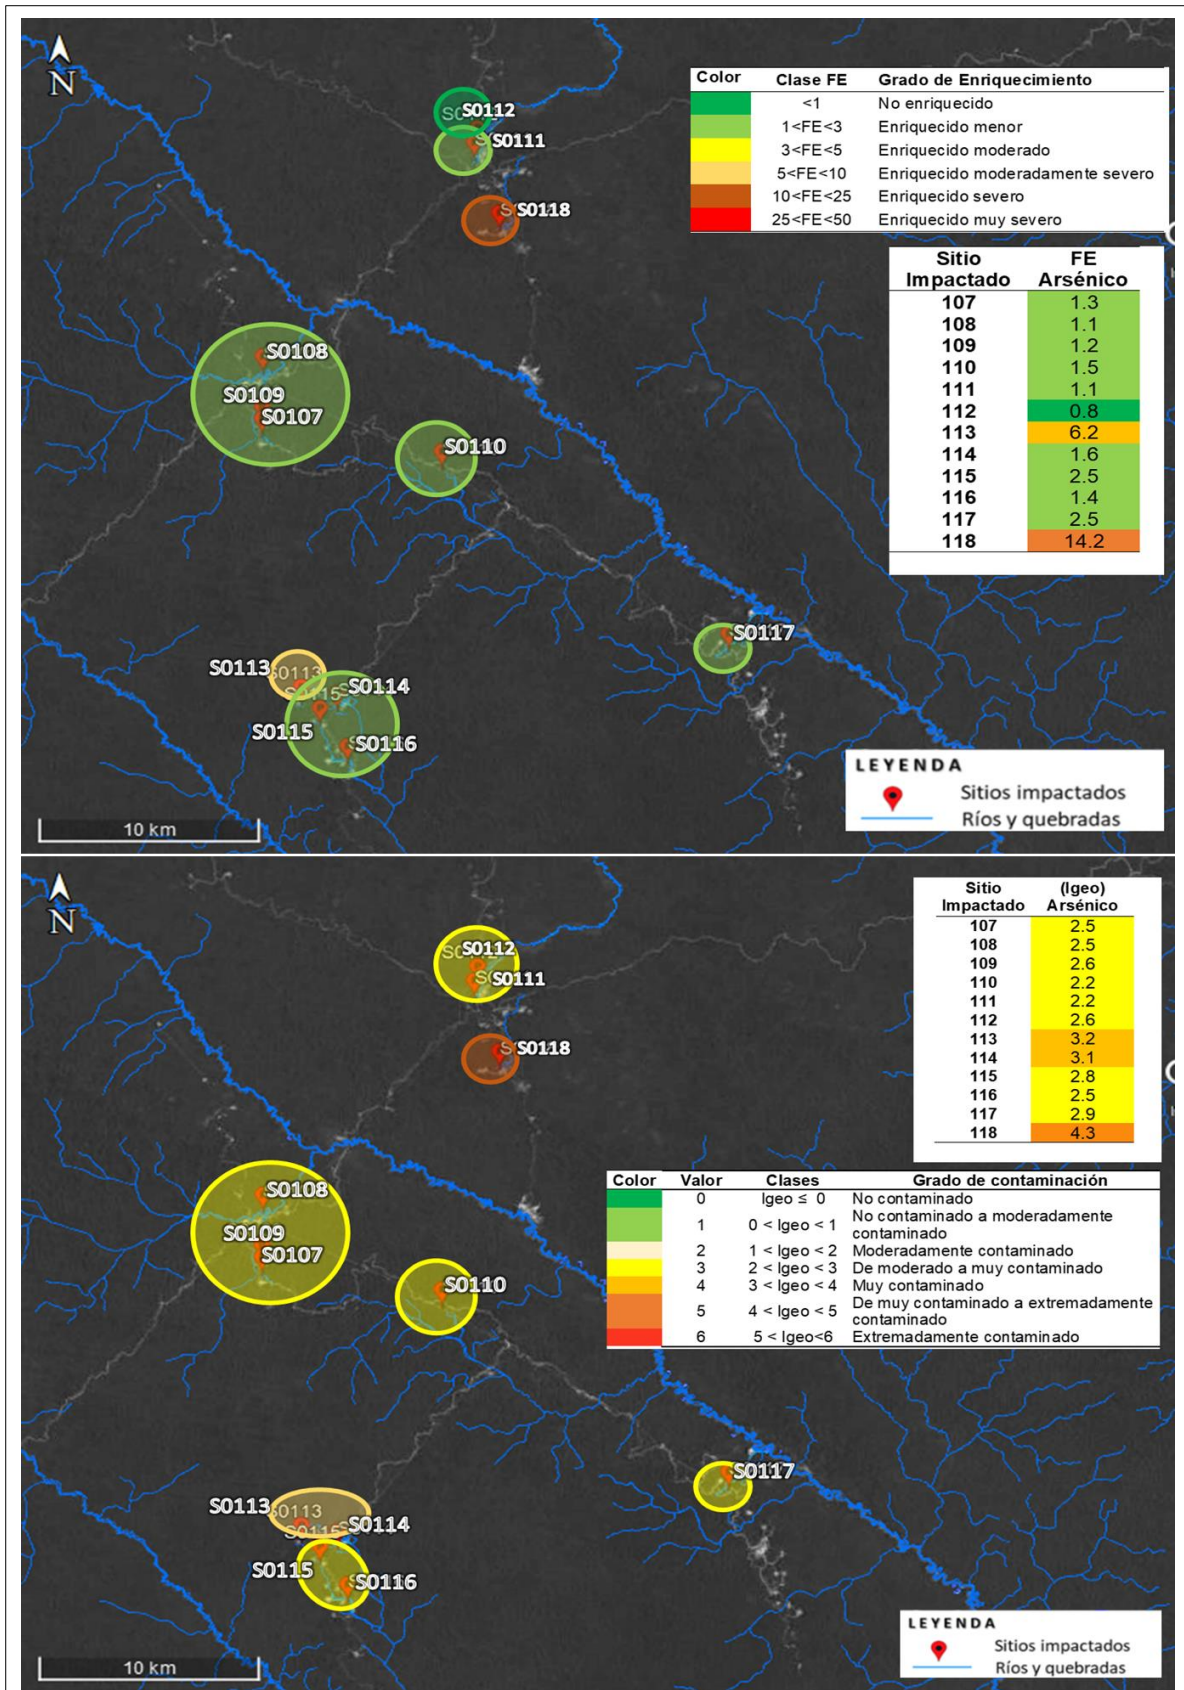 N
S0112
S0111
S0118
Color Clase FE Grado de Enriquecimiento
<1 No enriquecido
1<FE<3 Enriquecido menor
3<FE<5 Enriquecido moderado
5<FE<10 Enriquecido moderadamente severo
10<FE<25 Enriquecido severo
25<FE<50 Enriquecido muy severo
Sitio Impactado FE Arsénico
107 1.3
108 1.1
109 1.2
110 1.5
111 1.1
112 0.8
113 6.2
114 1.6
115 2.5
116 1.4
117 2.5
118 14.2
S0108
S0109
S0107
S0110
S0117
S0113
S0113
S0114
S0115
S0116
LEYENDA
Sitios impactados
Ríos y quebradas
10 km
N
S0112
S0111
S0118
Sitio Impactado (Igeo) Arsénico
107 2.5
108 2.5
109 2.6
110 2.2
111 2.2
112 2.6
113 3.2
114 3.1
115 2.8
116 2.5
117 2.9
118 4.3
Color Valor Clases Grado de contaminación
0 Igeo ≤ 0 No contaminado
1 0 < Igeo < 1 No contaminado a moderadamente contaminado
2 1 < Igeo < 2 Moderadamente contaminado
3 2 < Igeo < 3 De moderado a muy contaminado
4 3 < Igeo < 4 Muy contaminado
5 4 < Igeo < 5 De muy contaminado a extremadamente contaminado
6 5 < Igeo<6 Extremadamente contaminado
S0108
S0109
S0107
S0110
S0117
S0113
S0113
S0114
S0115
S0116
LEYENDA
Sitios impactados
Ríos y quebradas
10 km